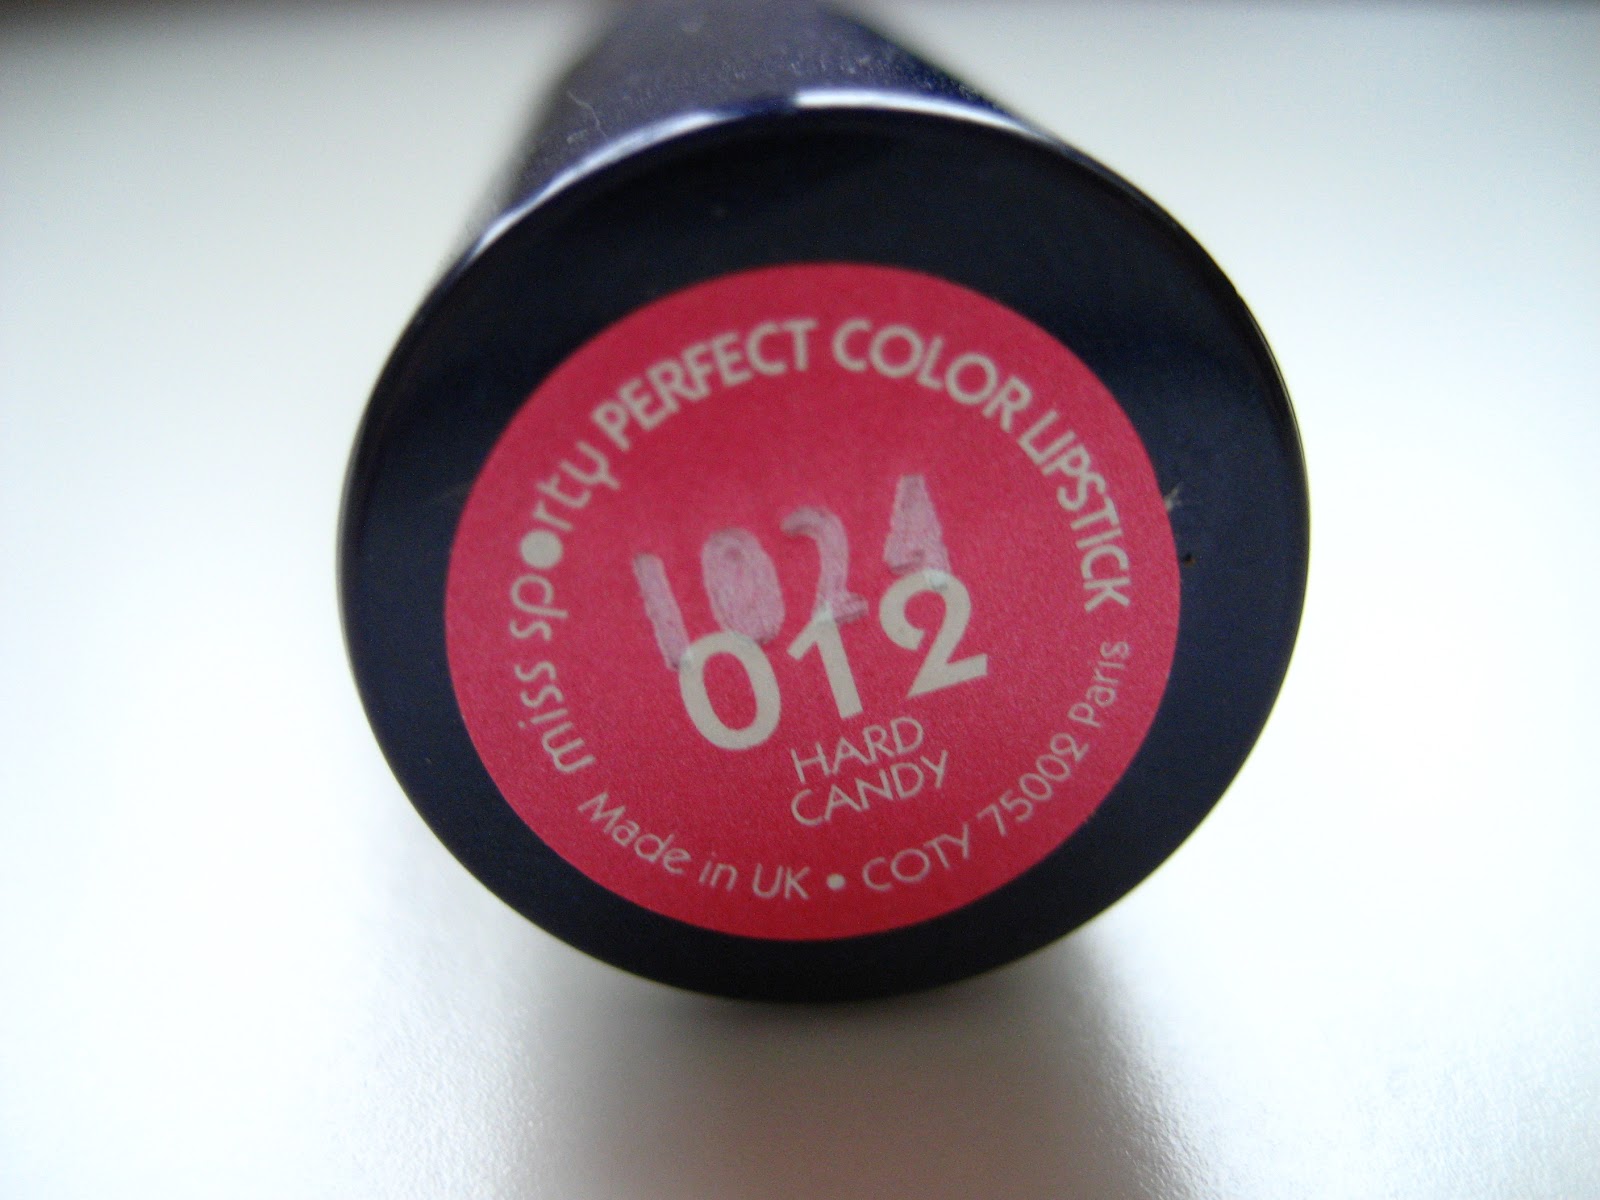 miss sporty PERFECT COLOR LIPSTICK
1024
012
HARD
CANDY
Made in UK • COTY 75002 Paris